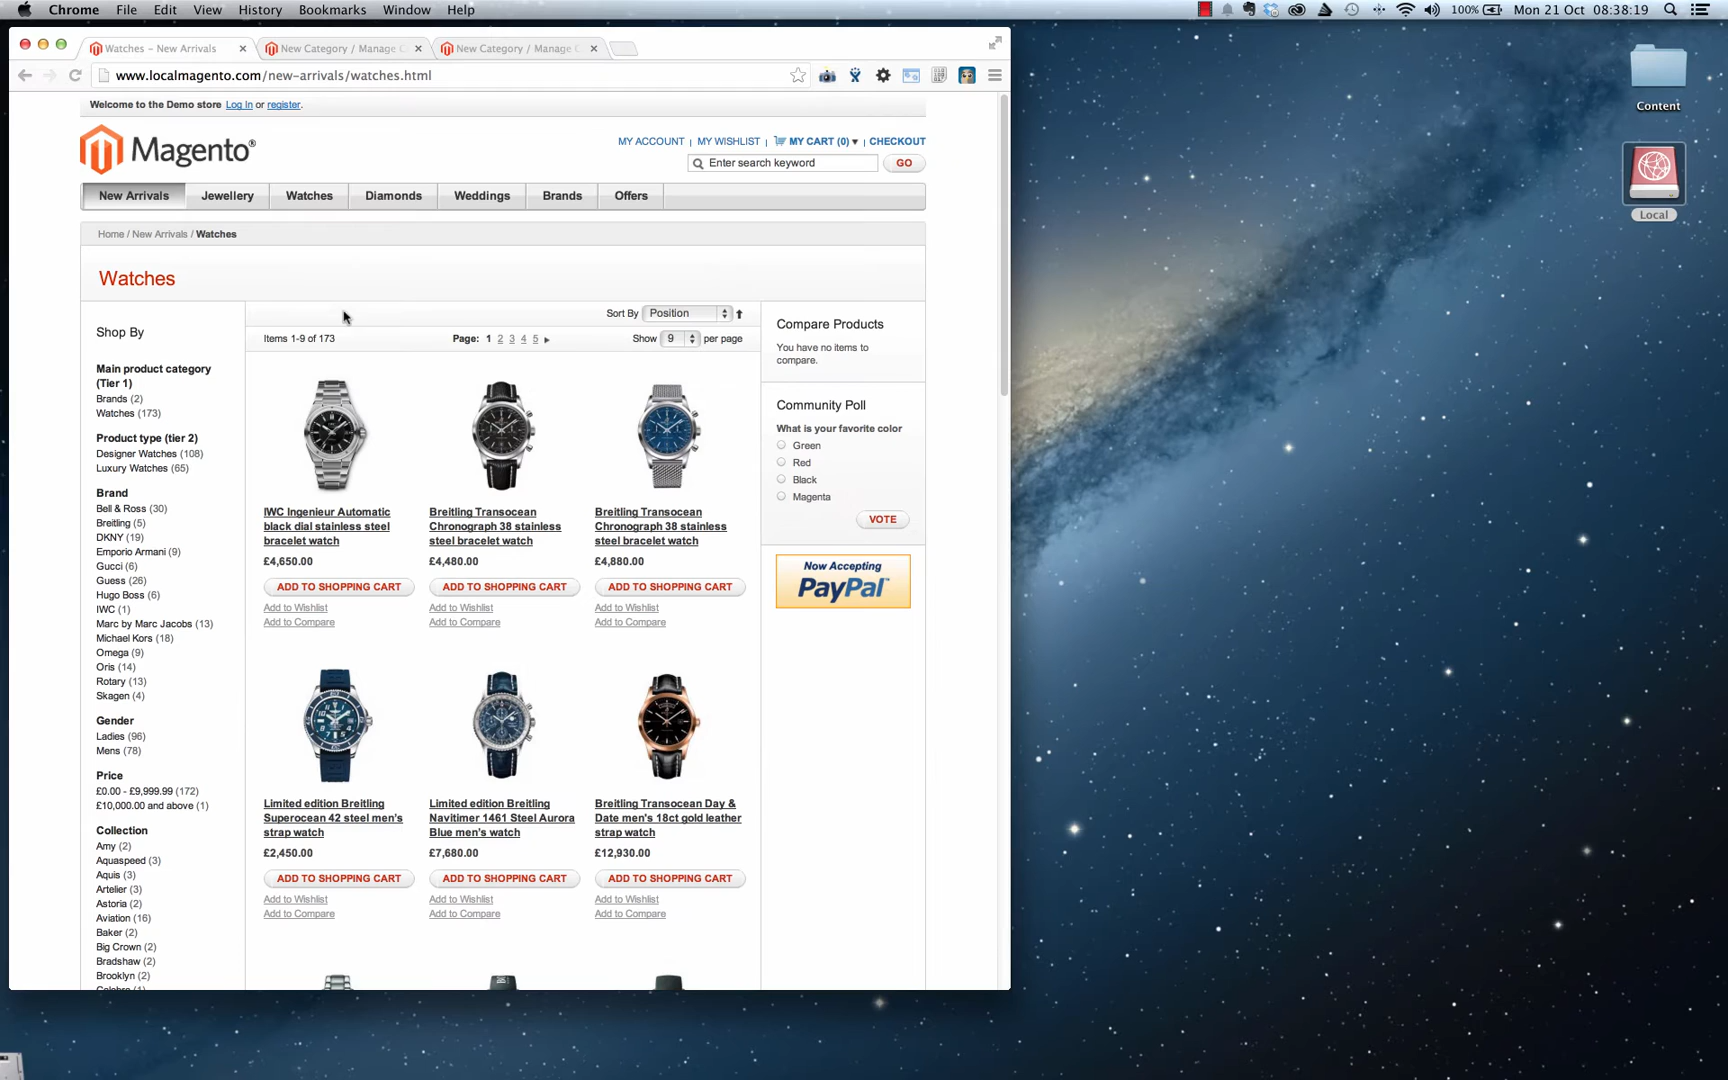 Chrome File Edit View History Bookmarks Window Help
100% Mon 21 Oct 08:38:19
Watches – New Arrivals
New Category / Manage C
New Category / Manage C
www.localmagento.com/new-arrivals/watches.html
Welcome to the Demo store Log In or register.
Magento®
MY ACCOUNT | MY WISHLIST | MY CART (0) | CHECKOUT
Enter search keyword
GO
New Arrivals Jewellery Watches Diamonds Weddings Brands Offers
Home / New Arrivals / Watches
Watches
Shop By
Main product category
(Tier 1)
Brands (2)
Watches (173)
Product type (tier 2)
Designer Watches (108)
Luxury Watches (65)
Brand
Bell & Ross (30)
Breitling (5)
DKNY (19)
Emporio Armani (9)
Gucci (6)
Guess (26)
Hugo Boss (6)
IWC (1)
Marc by Marc Jacobs (13)
Michael Kors (18)
Omega (9)
Oris (14)
Rotary (13)
Skagen (4)
Gender
Ladies (96)
Mens (78)
Price
£0.00 - £9,999.99 (172)
£10,000.00 and above (1)
Collection
Amy (2)
Aquaspeed (3)
Aquis (3)
Artelier (3)
Astoria (2)
Aviation (16)
Baker (2)
Big Crown (2)
Bradshaw (2)
Brooklyn (2)
Sort By Position
Items 1-9 of 173
Page: 1 2 3 4 5
Show 9 per page
IWC Ingenieur Automatic
black dial stainless steel
bracelet watch
£4,650.00
ADD TO SHOPPING CART
Add to Wishlist
Add to Compare
Breitling Transocean
Chronograph 38 stainless
steel bracelet watch
£4,480.00
ADD TO SHOPPING CART
Add to Wishlist
Add to Compare
Breitling Transocean
Chronograph 38 stainless
steel bracelet watch
£4,880.00
ADD TO SHOPPING CART
Add to Wishlist
Add to Compare
Limited edition Breitling
Superocean 42 steel men's
strap watch
£2,450.00
ADD TO SHOPPING CART
Add to Wishlist
Add to Compare
Limited edition Breitling
Navitimer 1461 Steel Aurora
Blue men's watch
£7,680.00
ADD TO SHOPPING CART
Add to Wishlist
Add to Compare
Breitling Transocean Day &
Date men's 18ct gold leather
strap watch
£12,930.00
ADD TO SHOPPING CART
Add to Wishlist
Add to Compare
Compare Products
You have no items to
compare.
Community Poll
What is your favorite color
Green
Red
Black
Magenta
VOTE
Now Accepting
PayPal™
Content
Local